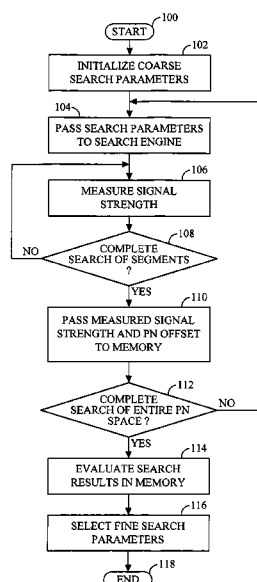 100
START
102
INITIALIZE COARSE
SEARCH PARAMETERS
104
PASS SEARCH PARAMETERS
TO SEARCH ENGINE
106
MEASURE SIGNAL
STRENGTH
108
COMPLETE
SEARCH OF SEGMENTS
?
NO
YES
110
PASS MEASURED SIGNAL
STRENGTH AND PN OFFSET
TO MEMORY
112
COMPLETE
SEARCH OF ENTIRE PN
SPACE ?
NO
YES
114
EVALUATE SEARCH
RESULTS IN MEMORY
116
SELECT FINE SEARCH
PARAMETERS
118
END